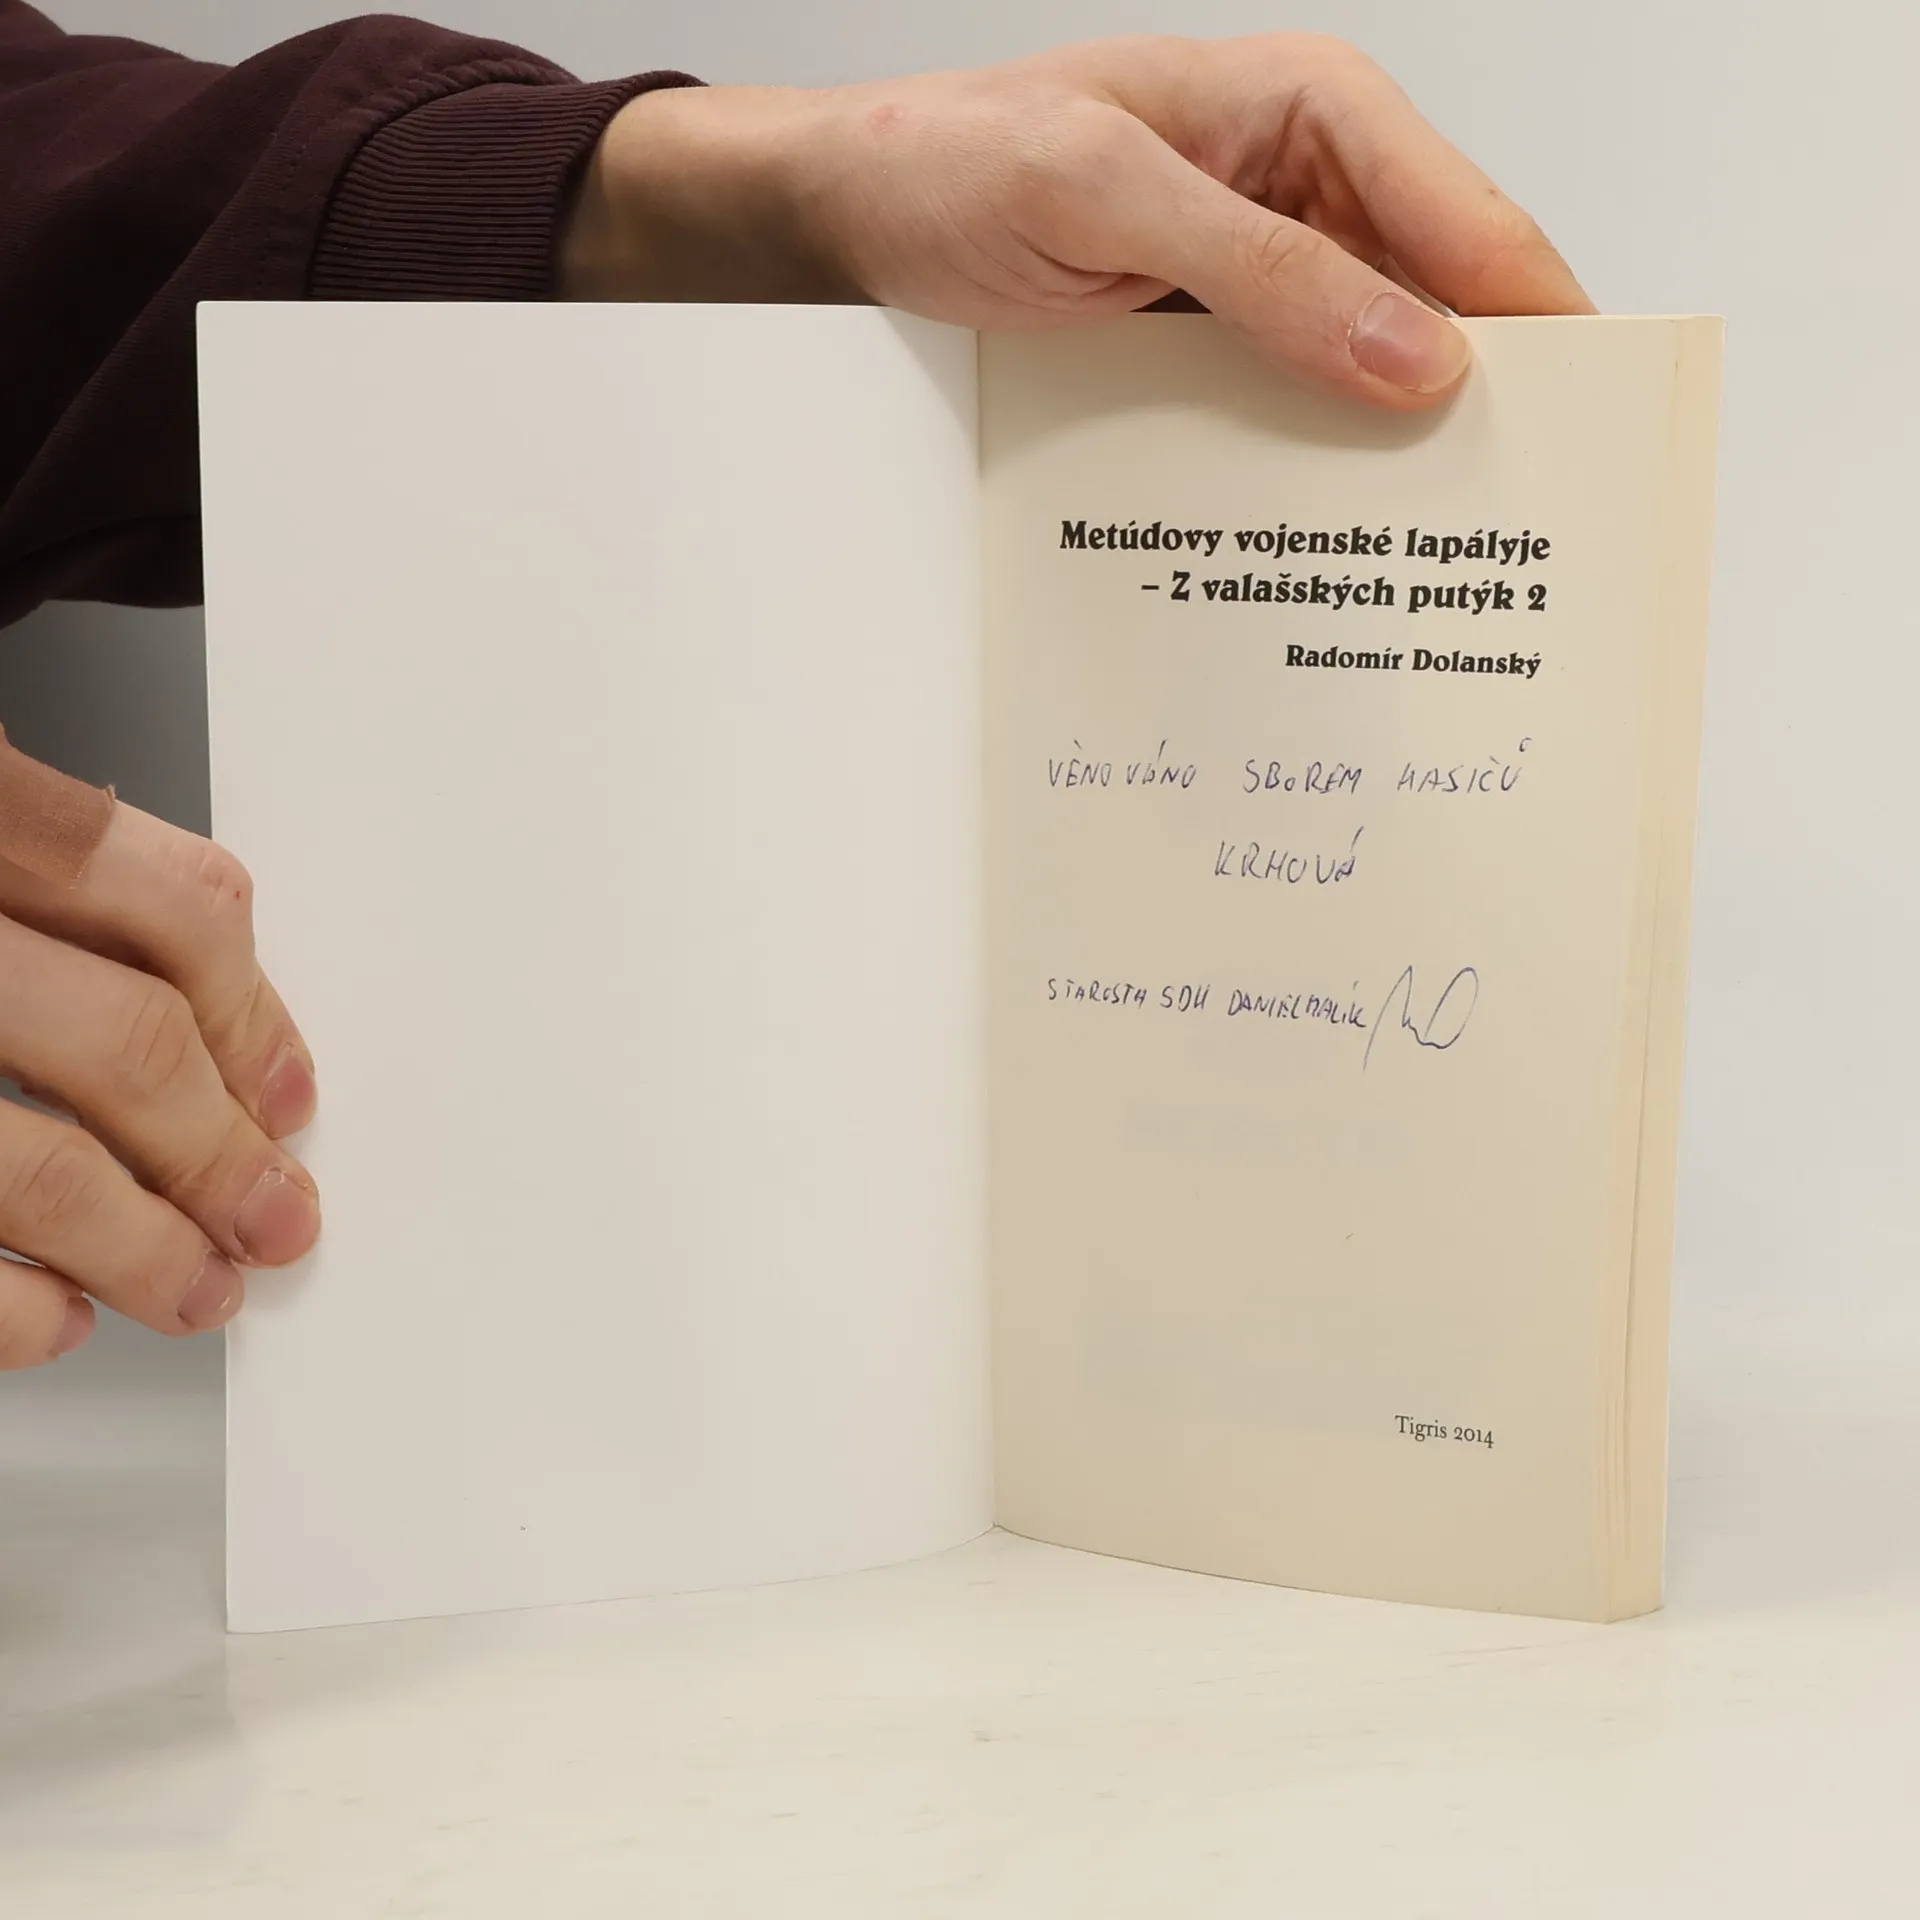 Metúdovy vojenské lapályje
– Z valašských putýk 2
Radomír Dolanský
VĚNOVÁNO SBOREM HASIČŮ
KRHOVÁ
STAROSTA SDH DANIEL MALÍK
Tigris 2014